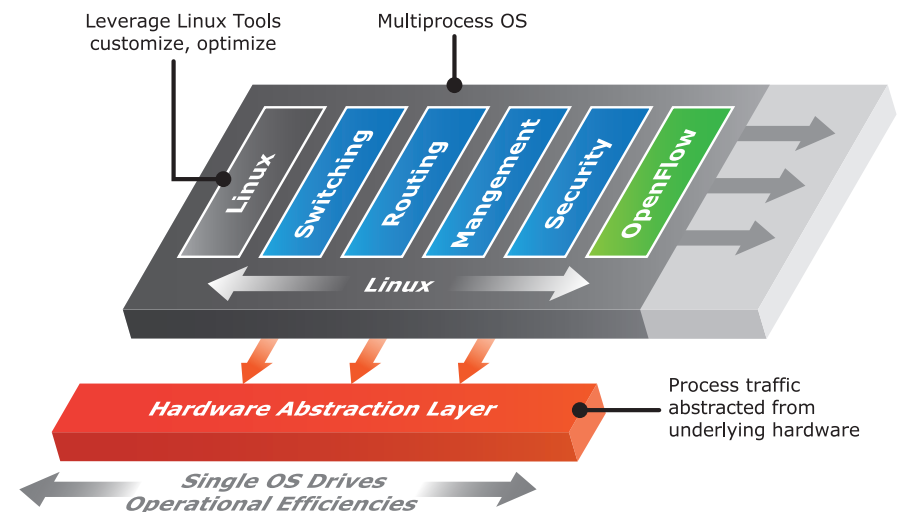 Leverage Linux Tools
customize, optimize
Multiprocess OS
Linux
Switching
Routing
Mangement
Security
OpenFlow
Linux
Hardware Abstraction Layer
Process traffic
abstracted from
underlying hardware
Single OS Drives
Operational Efficiencies